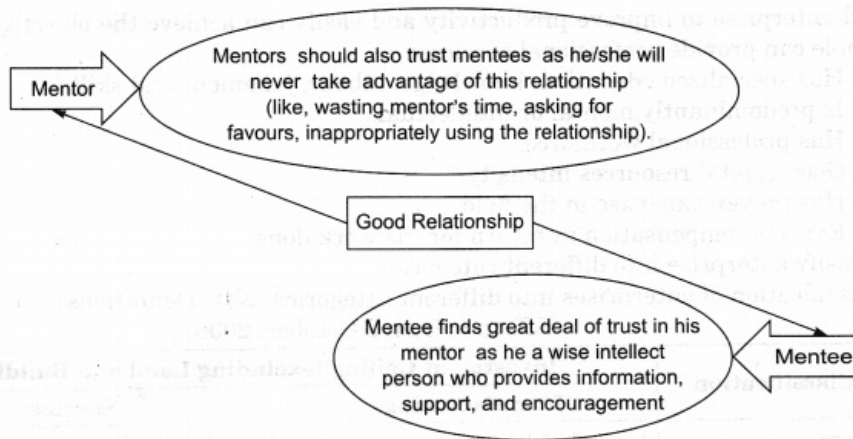 Mentors should also trust mentees as he/she will
never take advantage of this relationship
(like, wasting mentor's time, asking for
favours, inappropriately using the relationship).
Mentor
Good Relationship
Mentee finds great deal of trust in his
mentor as he a wise intellect
person who provides information,
support, and encouragement
Mentee